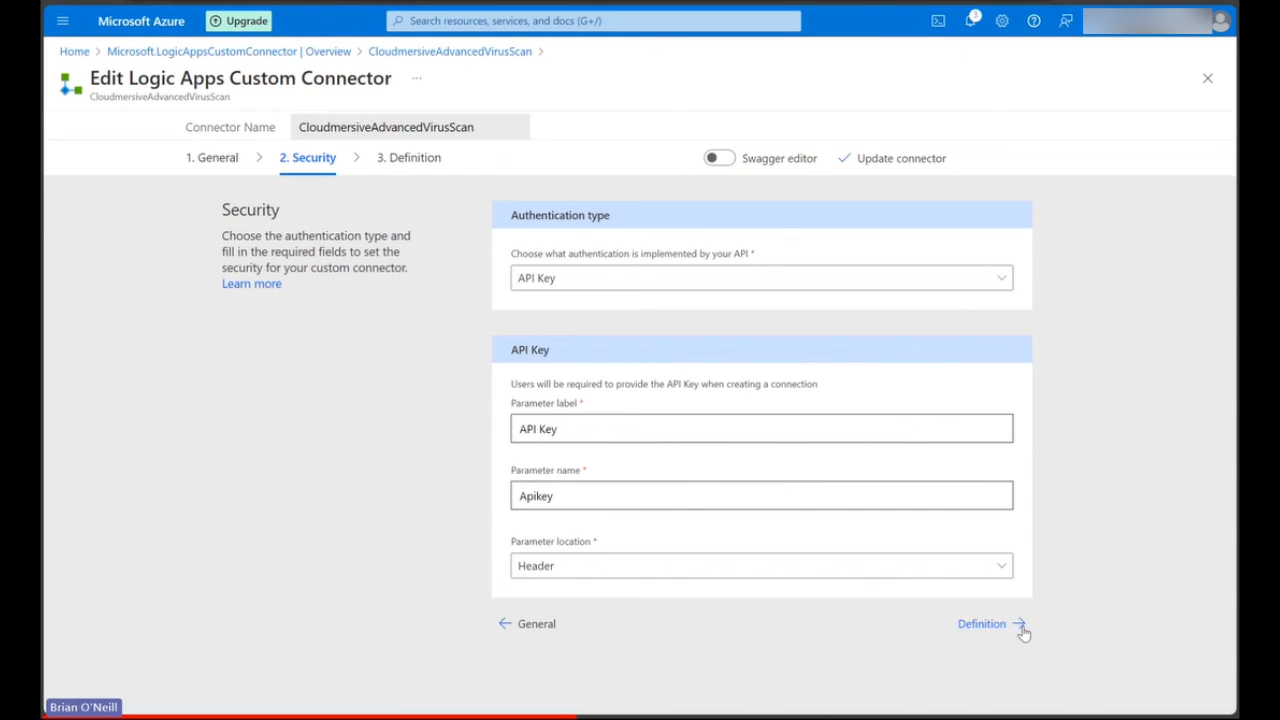 Microsoft Azure
Upgrade
Search resources, services, and docs (G+/)
3
Home > Microsoft.LogicAppsCustomConnector | Overview > CloudmersiveAdvancedVirusScan >
Edit Logic Apps Custom Connector ...
CloudmersiveAdvancedVirusScan
Connector Name
CloudmersiveAdvancedVirusScan
1. General > 2. Security > 3. Definition
Swagger editor
Update connector
Security
Choose the authentication type and
fill in the required fields to set the
security for your custom connector.
Learn more
Authentication type
Choose what authentication is implemented by your API *
API Key
API Key
Users will be required to provide the API Key when creating a connection
Parameter label *
API Key
Parameter name *
Apikey
Parameter location *
Header
General
Definition
Brian O'Neill